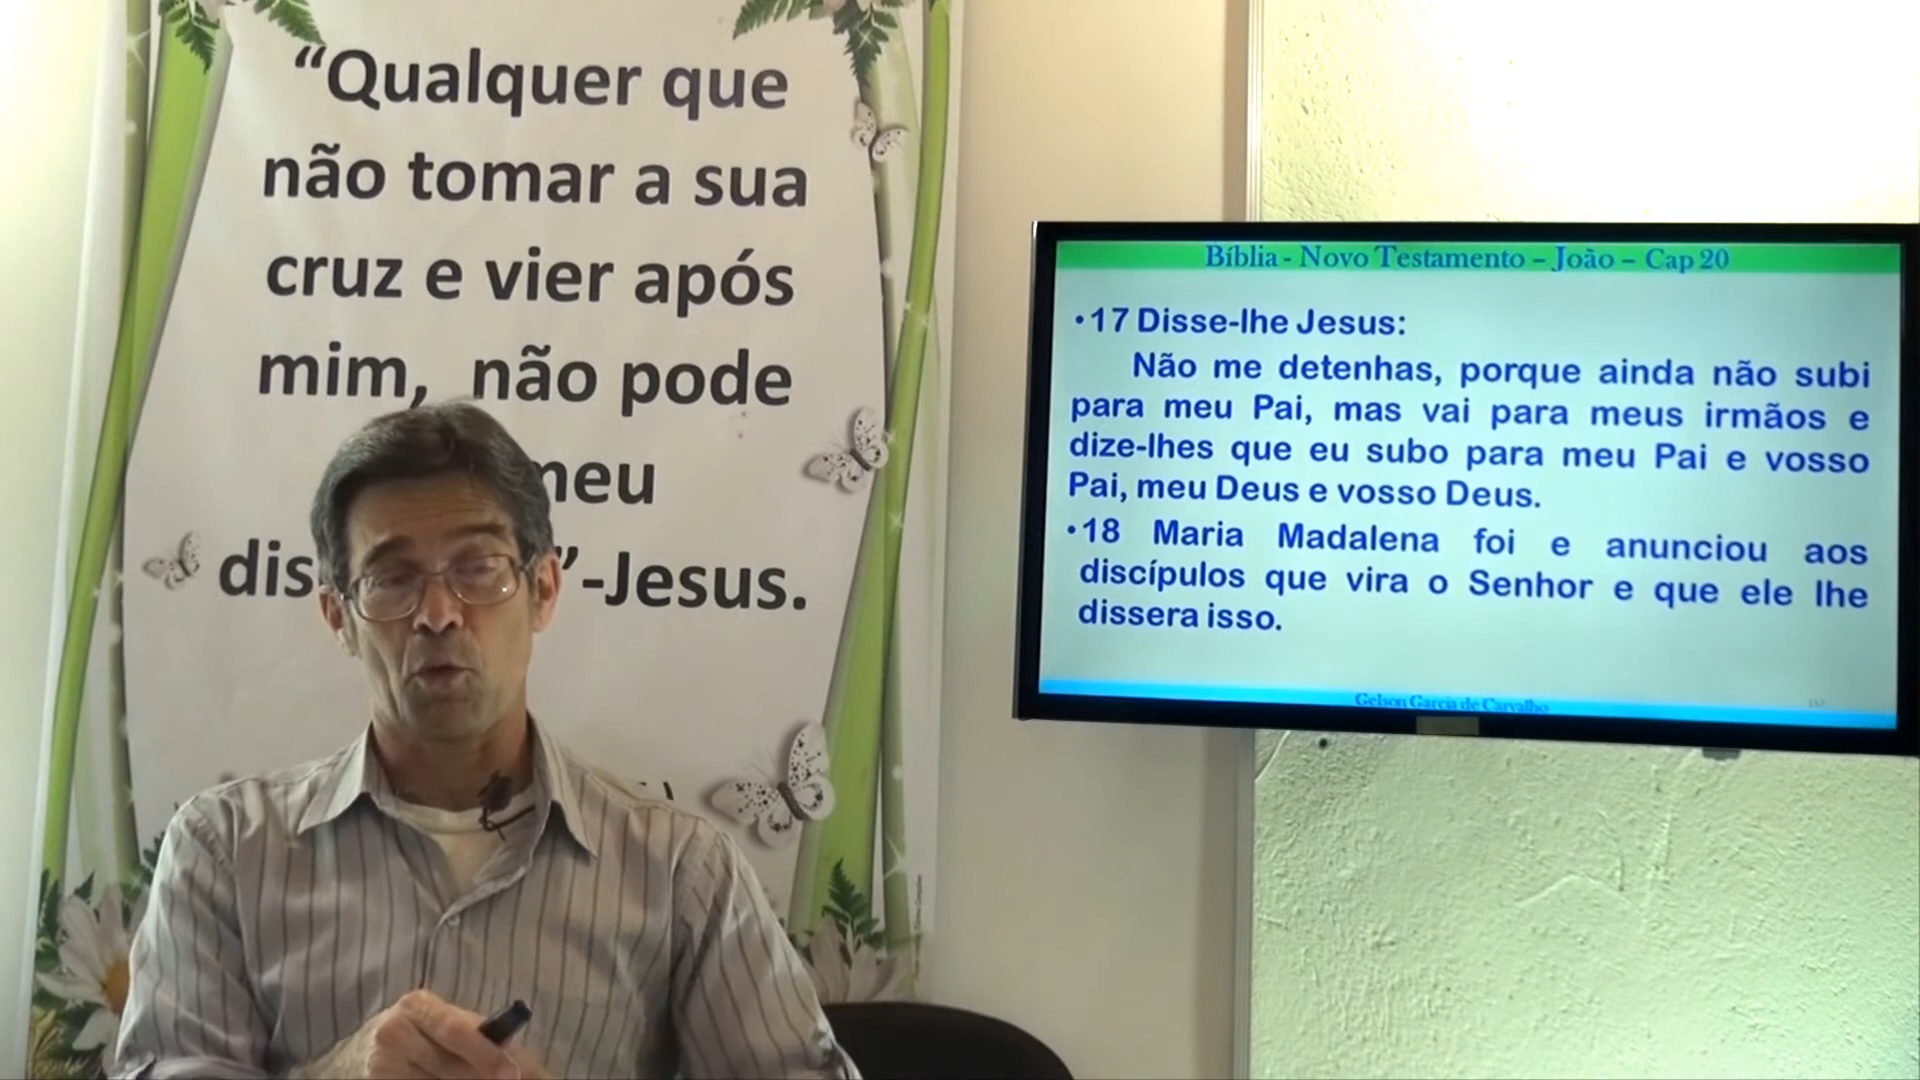 “Qualquer que
não tomar a sua
cruz e vier após
mim, não pode
meu
dis ”-Jesus.
Bíblia - Novo Testamento – João – Cap 20
•17 Disse-lhe Jesus:
Não me detenhas, porque ainda não subi
para meu Pai, mas vai para meus irmãos e
dize-lhes que eu subo para meu Pai e vosso
Pai, meu Deus e vosso Deus.
•18 Maria Madalena foi e anunciou aos
discípulos que vira o Senhor e que ele lhe
dissera isso.
Gelson Garcia de Carvalho